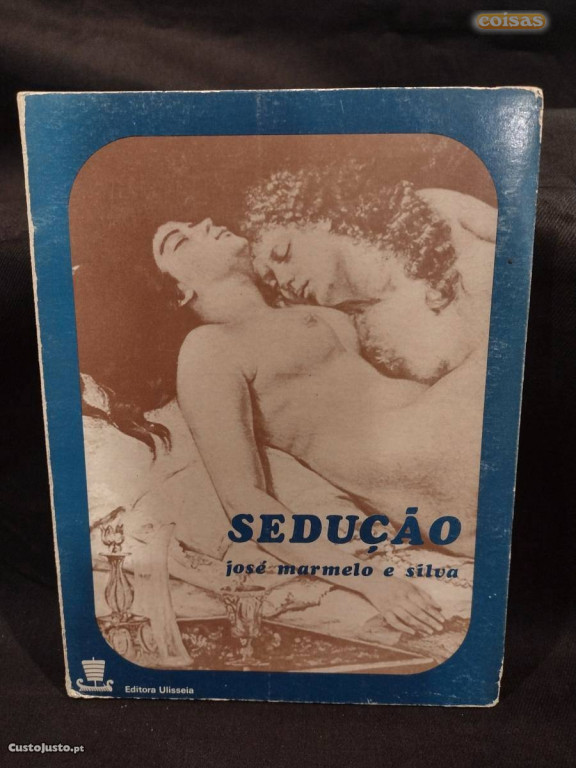 coisas
SEDUÇÃO
josé marmelo e silva
Editora Ulisseia
CustoJusto.pt